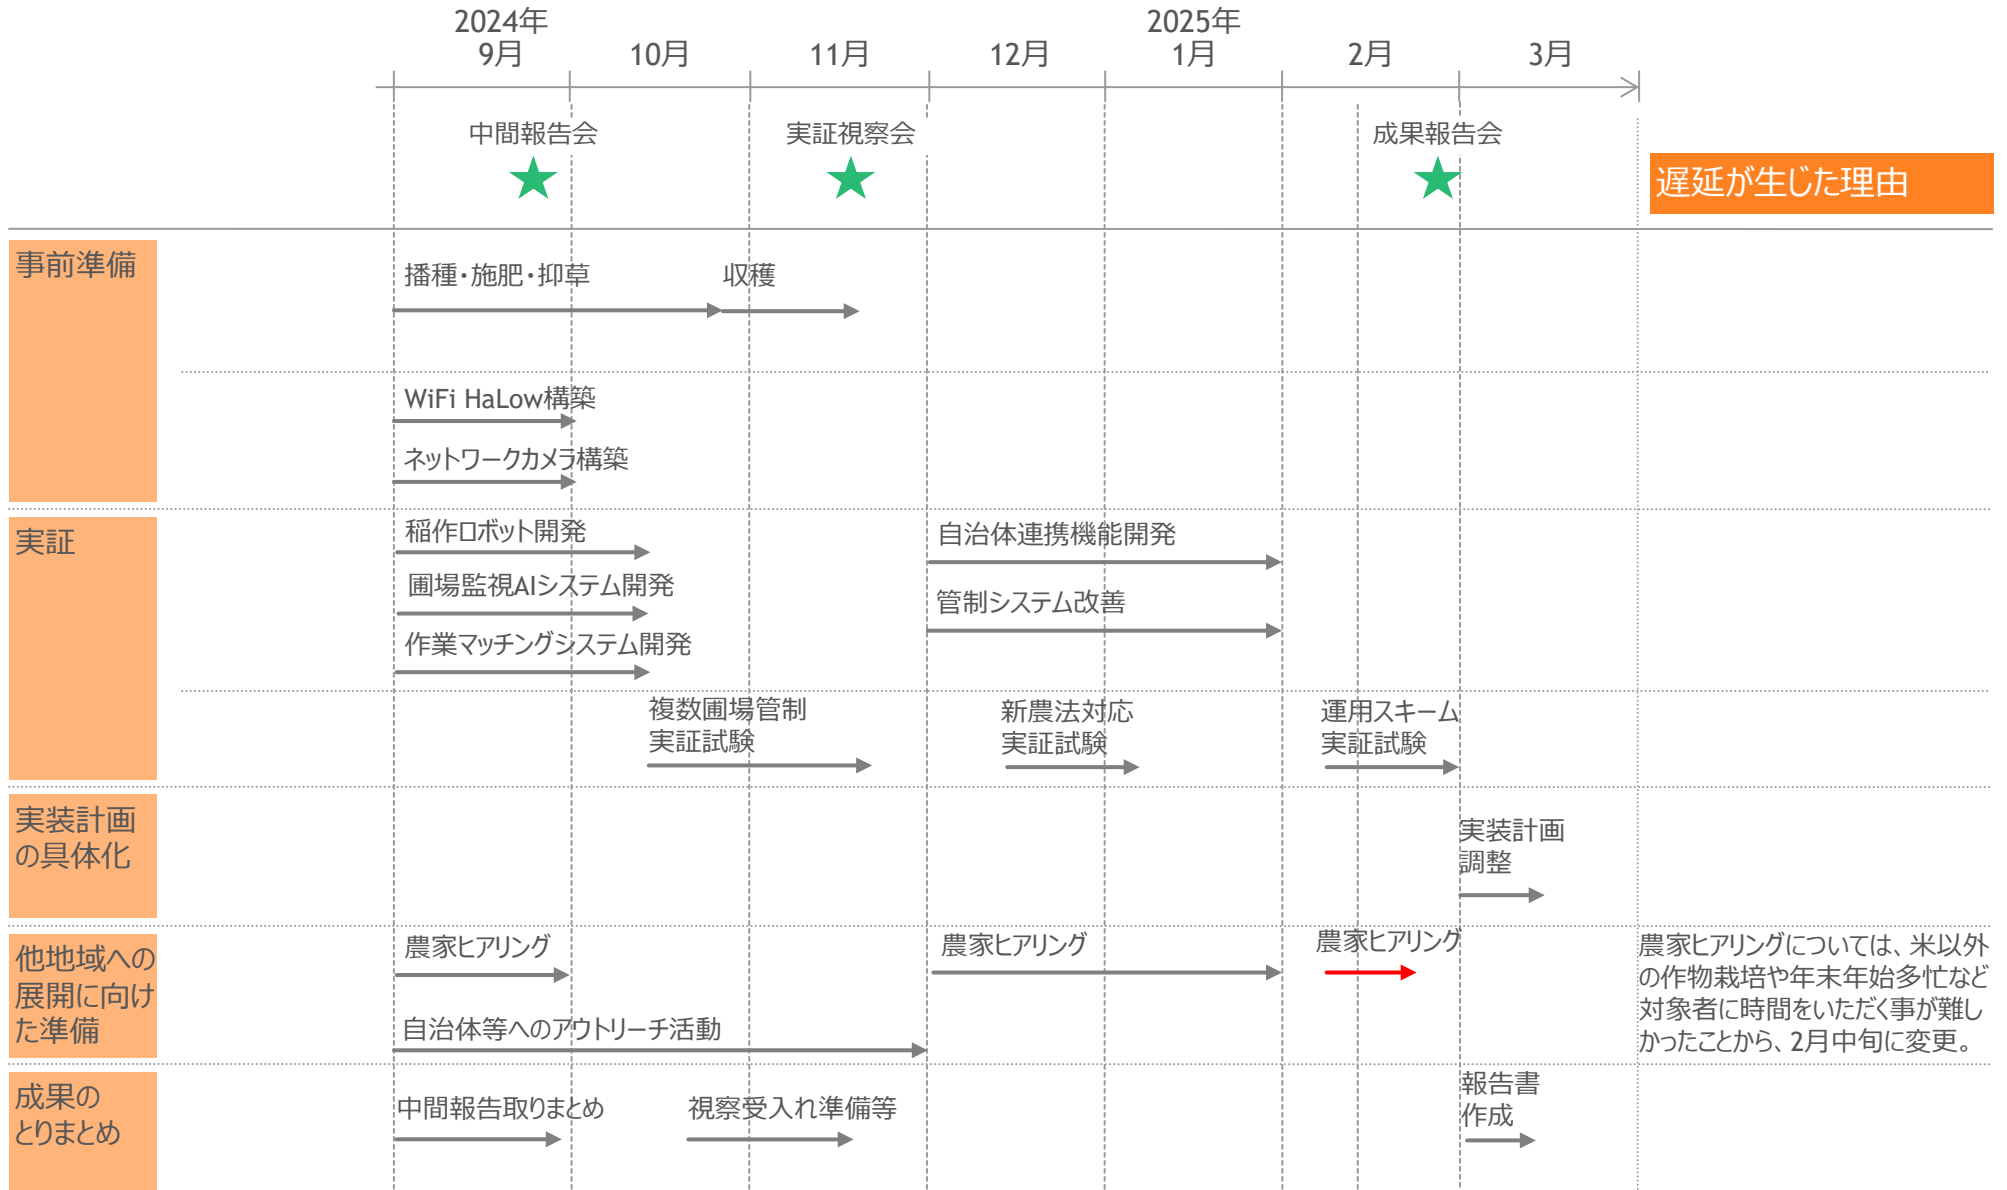 2024年
2025年
9月
10月
11月
12月
1月
2月
3月
中間報告会
実証視察会
成果報告会
遅延が生じた理由
事前準備
播種・施肥・抑草
収穫
WiFi HaLow構築
ネットワークカメラ構築
実証
稲作ロボット開発
圃場監視AIシステム開発
作業マッチングシステム開発
自治体連携機能開発
管制システム改善
複数圃場管制
実証試験
新農法対応
実証試験
運用スキーム
実証試験
実装計画
の具体化
実装計画
調整
他地域への
展開に向け
た準備
農家ヒアリング
農家ヒアリング
農家ヒアリング
自治体等へのアウトリーチ活動
農家ヒアリングについては、米以外
の作物栽培や年末年始多忙など
対象者に時間をいただく事が難し
かったことから、2月中旬に変更。
成果の
とりまとめ
中間報告取りまとめ
視察受入れ準備等
報告書
作成